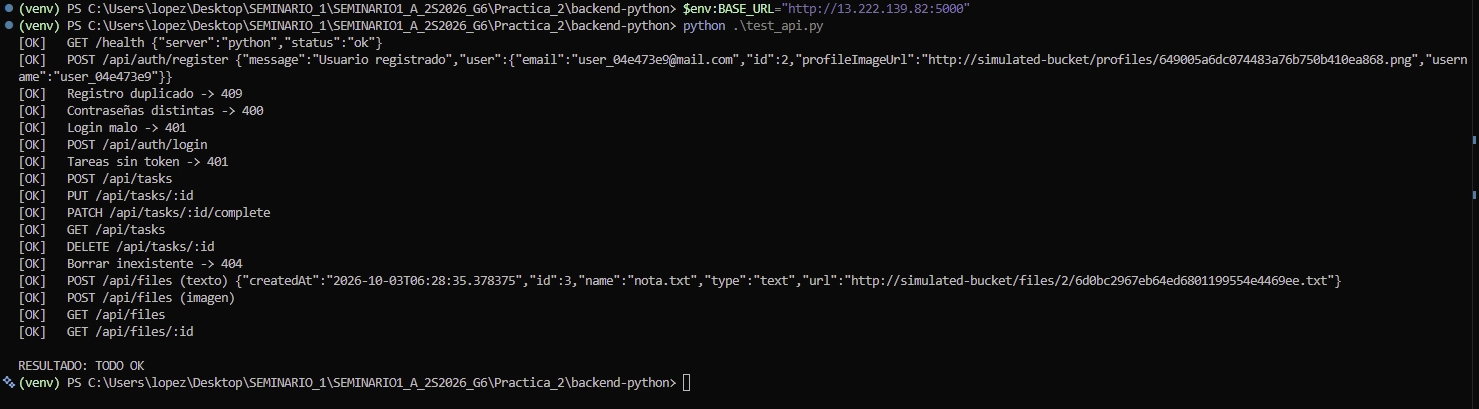 (venv) PS C:\Users\lopez\Desktop\SEMINARIO_1\SEMINARIO1_A_2S2026_G6\Practica_2\backend-python> $env:BASE_URL="http://13.222.139.82:5000"
(venv) PS C:\Users\lopez\Desktop\SEMINARIO_1\SEMINARIO1_A_2S2026_G6\Practica_2\backend-python> python .\test_api.py
[OK]   GET /health {"server":"python","status":"ok"}
[OK]   POST /api/auth/register {"message":"Usuario registrado","user":{"email":"user_04e473e9@mail.com","id":2,"profileImageUrl":"http://simulated-bucket/profiles/649005a6dc074483a76b750b410ea868.png","usern
ame":"user_04e473e9"}}
[OK]   Registro duplicado -> 409
[OK]   Contraseñas distintas -> 400
[OK]   Login malo -> 401
[OK]   POST /api/auth/login
[OK]   Tareas sin token -> 401
[OK]   POST /api/tasks
[OK]   PUT /api/tasks/:id
[OK]   PATCH /api/tasks/:id/complete
[OK]   GET /api/tasks
[OK]   DELETE /api/tasks/:id
[OK]   Borrar inexistente -> 404
[OK]   POST /api/files (texto) {"createdAt":"2026-10-03T06:28:35.378375","id":3,"name":"nota.txt","type":"text","url":"http://simulated-bucket/files/2/6d0bc2967eb64ed6801199554e4469ee.txt"}
[OK]   POST /api/files (imagen)
[OK]   GET /api/files
[OK]   GET /api/files/:id
RESULTADO: TODO OK
(venv) PS C:\Users\lopez\Desktop\SEMINARIO_1\SEMINARIO1_A_2S2026_G6\Practica_2\backend-python>